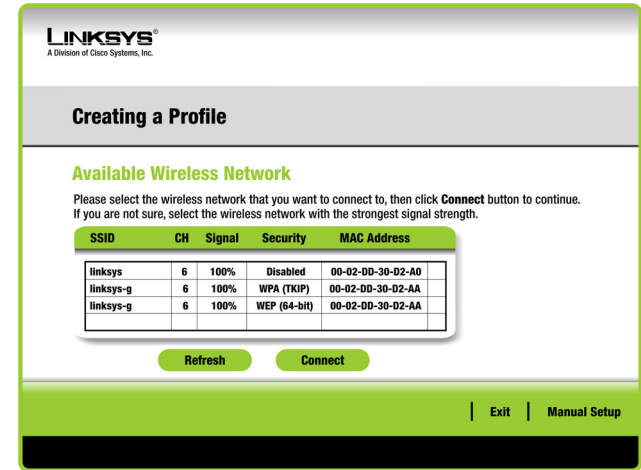 LINKSYS®
A Division of Cisco Systems, Inc.
Creating a Profile
Available Wireless Network
Please select the wireless network that you want to connect to, then click Connect button to continue.
If you are not sure, select the wireless network with the strongest signal strength.
SSID CH Signal Security MAC Address
linksys 6 100% Disabled 00-02-DD-30-D2-A0
linksys-g 6 100% WPA (TKIP) 00-02-DD-30-D2-AA
linksys-g 6 100% WEP (64-bit) 00-02-DD-30-D2-AA
Refresh Connect
Exit Manual Setup